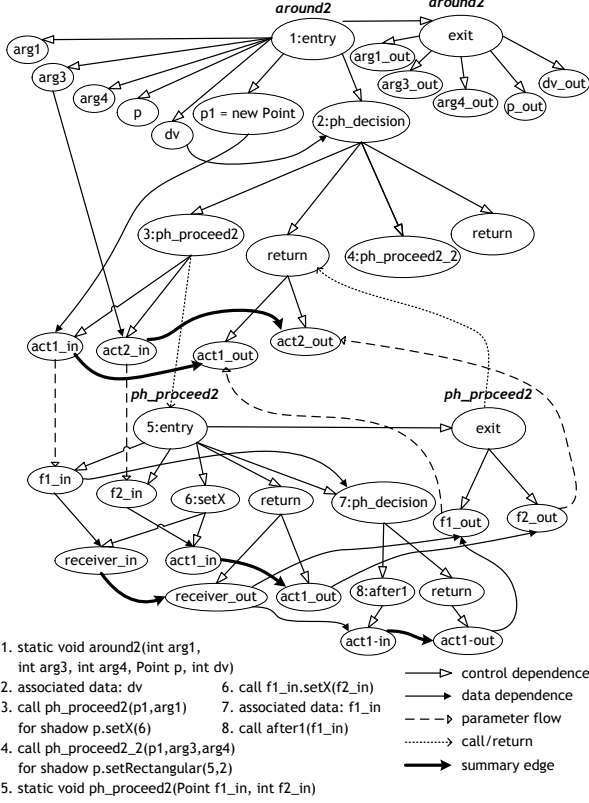 around2
around2
arg1
1:entry
exit
arg1_out
arg3
arg3_out
dv_out
arg4
arg4_out
p_out
p
p1 = new Point
dv
2:ph_decision
3:ph_proceed2
return
return
4:ph_proceed2_2
act1_in
act2_in
act1_out
act2_out
ph_proceed2
ph_proceed2
5:entry
exit
f1_in
f2_in
6:setX
return
7:ph_decision
f1_out
f2_out
receiver_in
act1_in
receiver_out
act1_out
8:after1
return
act1-in
act1-out
1. static void around2(int arg1,
int arg3, int arg4, Point p, int dv)
2. associated data: dv
3. call ph_proceed2(p1,arg1)
for shadow p.setX(6)
4. call ph_proceed2_2(p1,arg3,arg4)
for shadow p.setRectangular(5,2)
5. static void ph_proceed2(Point f1_in, int f2_in)
6. call f1_in.setX(f2_in)
7. associated data: f1_in
8. call after1(f1_in)
control dependence
data dependence
parameter flow
call/return
summary edge